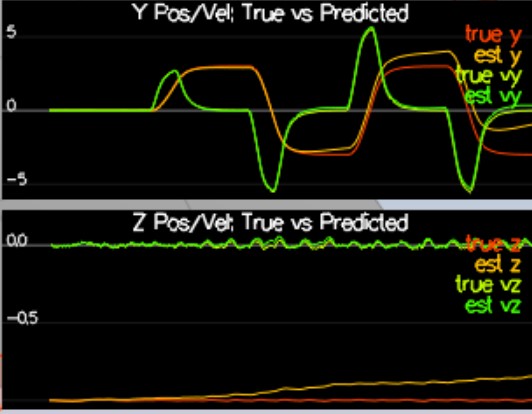 Y Pos/Vel: True vs Predicted
5
true y
est y
true vy
est vy
0
−5
Z Pos/Vel: True vs Predicted
0.0
true z
est z
true vz
est vz
−0.5